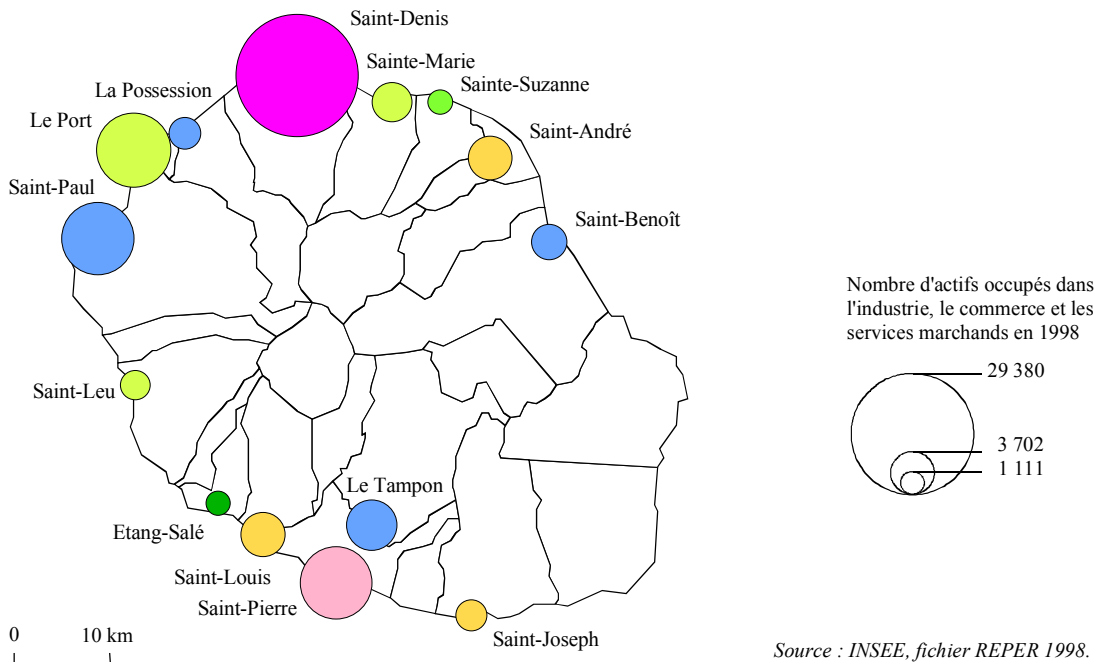 Saint-Denis
Sainte-Marie
Sainte-Suzanne
La Possession
Le Port
Saint-André
Saint-Paul
Saint-Benoît
Nombre d'actifs occupés dans
l'industrie, le commerce et les
services marchands en 1998
29 380
3 702
1 111
Saint-Leu
Le Tampon
Etang-Salé
Saint-Louis
Saint-Pierre
Saint-Joseph
0 10 km
Source : INSEE, fichier REPER 1998.